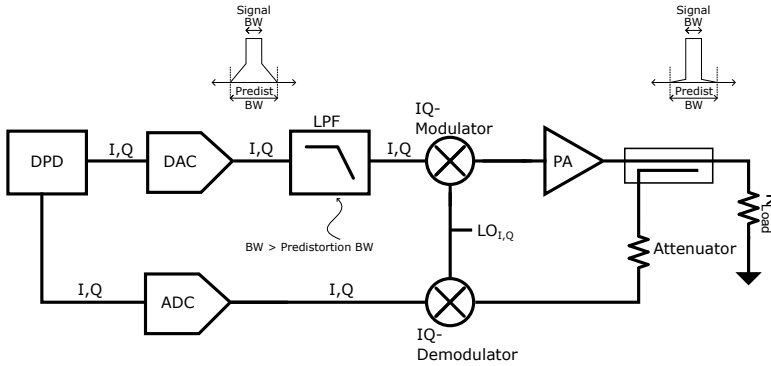 Signal
BW
Predist
BW
Signal
BW
Predist
BW
DPD
I,Q
DAC
I,Q
LPF
I,Q
IQ-
Modulator
PA
BW > Predistortion BW
LO I,Q
Attenuator
R Load
I,Q
ADC
I,Q
IQ-
Demodulator